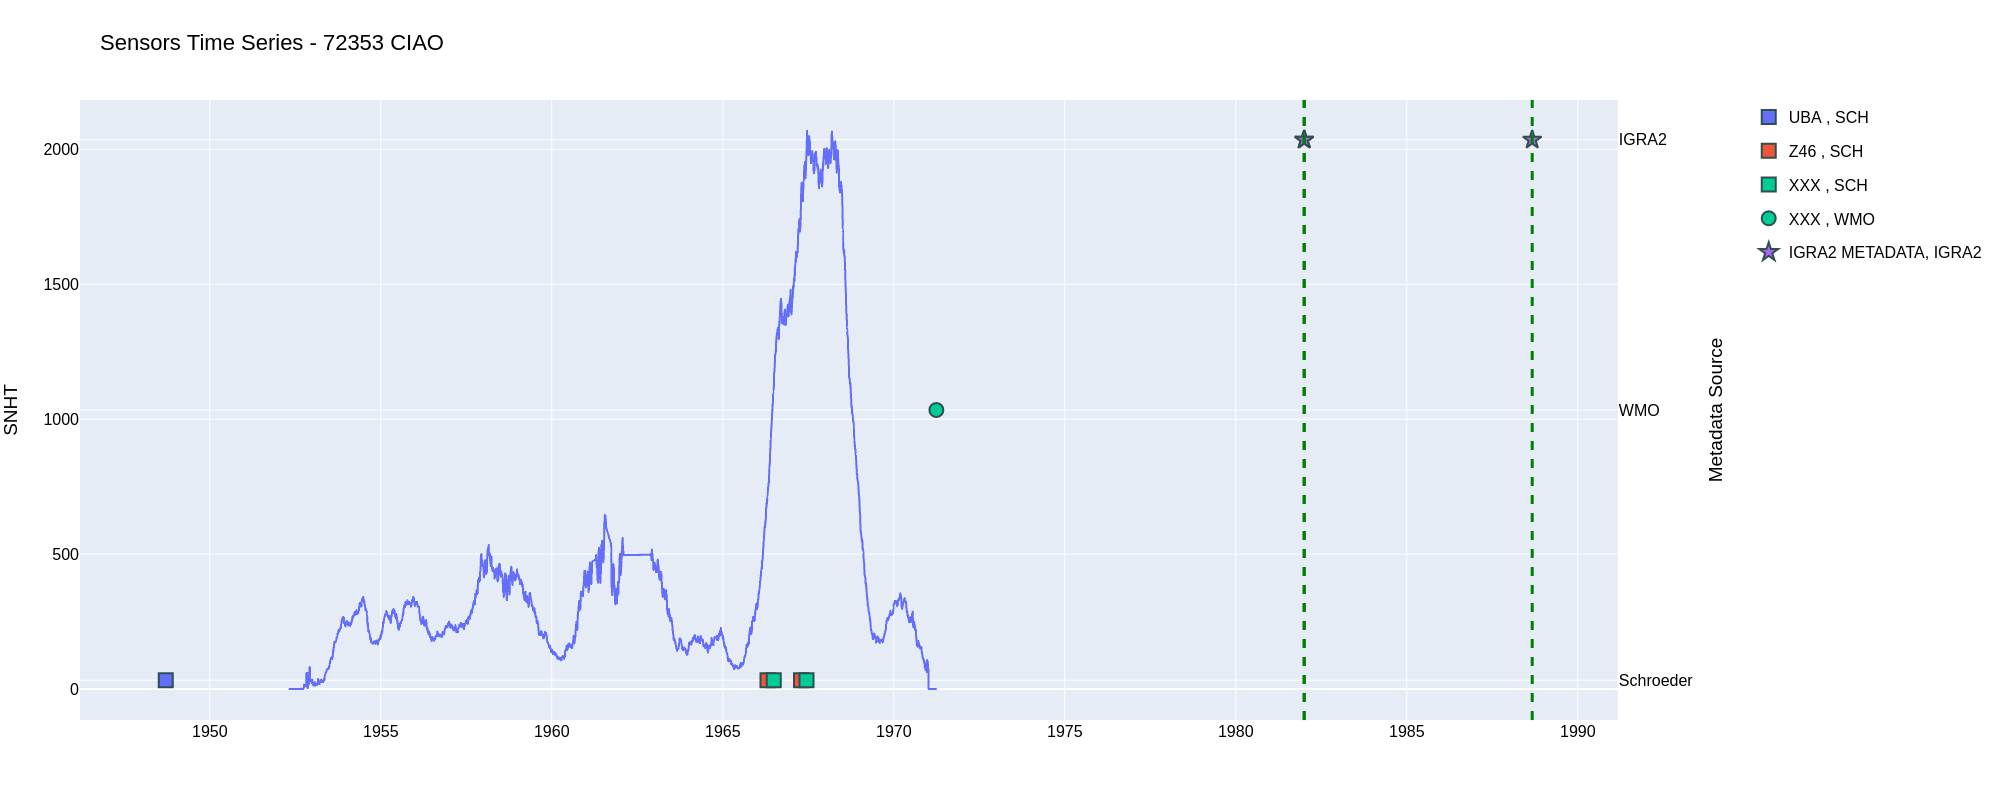 Sensors Time Series - 72353 CIAO
SNHT
2000
1500
1000
500
0
1950
1955
1960
1965
1970
1975
1980
1985
1990
IGRA2
WMO
Schroeder
Metadata Source
UBA , SCH
Z46 , SCH
XXX , SCH
XXX , WMO
IGRA2 METADATA, IGRA2